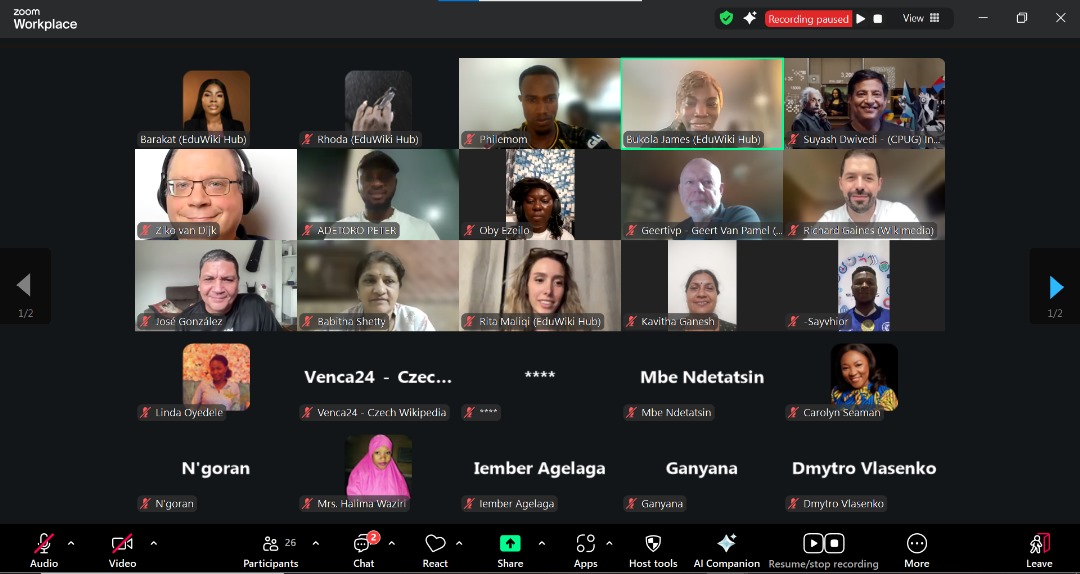 zoom
Workplace
Recording paused
View
Barakat (EduWiki Hub)
Rhoda (EduWiki Hub)
Philemom
Bukola James (EduWiki Hub)
Suyash Dwivedi - (CPUG) In...
Ziko van Dijk
ADETORO PETER
Oby Ezeilo
Geertivp - Geert Van Pamel (...
Richard Gaines (Wikimedio)
José González
Babitha Shetty
Rita Maliqi (EduWiki Hub)
Kavitha Ganesh
-Sayvhior
1/2
1/2
Linda Oyedele
Venca24 - Czec...
Venca24 - Czech Wikipedia
****
****
Mbe Ndetatsin
Mbe Ndetatsin
Carolyn Seaman
N'goran
N'goran
Mrs. Halima Waziri
Iember Agelaga
Iember Agelaga
Ganyana
Ganyana
Dmytro Vlasenko
Dmytro Vlasenko
Audio
Video
26
Participants
2
Chat
React
Share
Apps
Host tools
AI Companion
Resume/stop recording
More
Leave